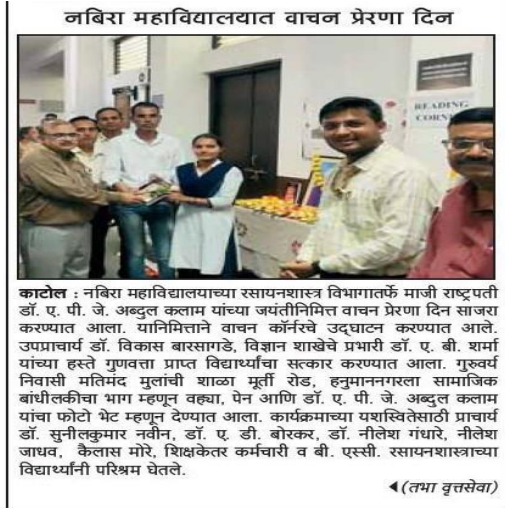 नबिरा महाविद्यालयात वाचन प्रेरणा दिन
READING
CORNER
काटोल : नबिरा महाविद्यालयाच्या रसायनशास्त्र विभागातर्फे माजी राष्ट्रपती
डॉ. ए. पी. जे. अब्दुल कलाम यांच्या जयंतीनिमित्त वाचन प्रेरणा दिन साजरा
करण्यात आला. यानिमित्ताने वाचन कॉर्नरचे उद्‌घाटन करण्यात आले.
उपप्राचार्य डॉ. विकास बारसागडे, विज्ञान शाखेचे प्रभारी डॉ. ए. बी. शर्मा
यांच्या हस्ते गुणवत्ता प्राप्त विद्यार्थ्यांचा सत्कार करण्यात आला. गुरुवर्य
निवासी मतिमंद मुलांची शाळा मूर्ती रोड, हनुमाननगरला सामाजिक
बांधीलकीचा भाग म्हणून वह्या, पेन आणि डॉ. ए. पी. जे. अब्दुल कलाम
यांचा फोटो भेट म्हणून देण्यात आला. कार्यक्रमाच्या यशस्वितेसाठी प्राचार्य
डॉ. सुनीलकुमार नवीन, डॉ. ए. डी. बोरकर, डॉ. नीलेश गंधारे, नीलेश
जाधव, कैलास मोरे, शिक्षकेतर कर्मचारी व बी. एस्सी. रसायनशास्त्राच्या
विद्यार्थ्यांनी परिश्रम घेतले.
◀(तभा वृत्तसेवा)